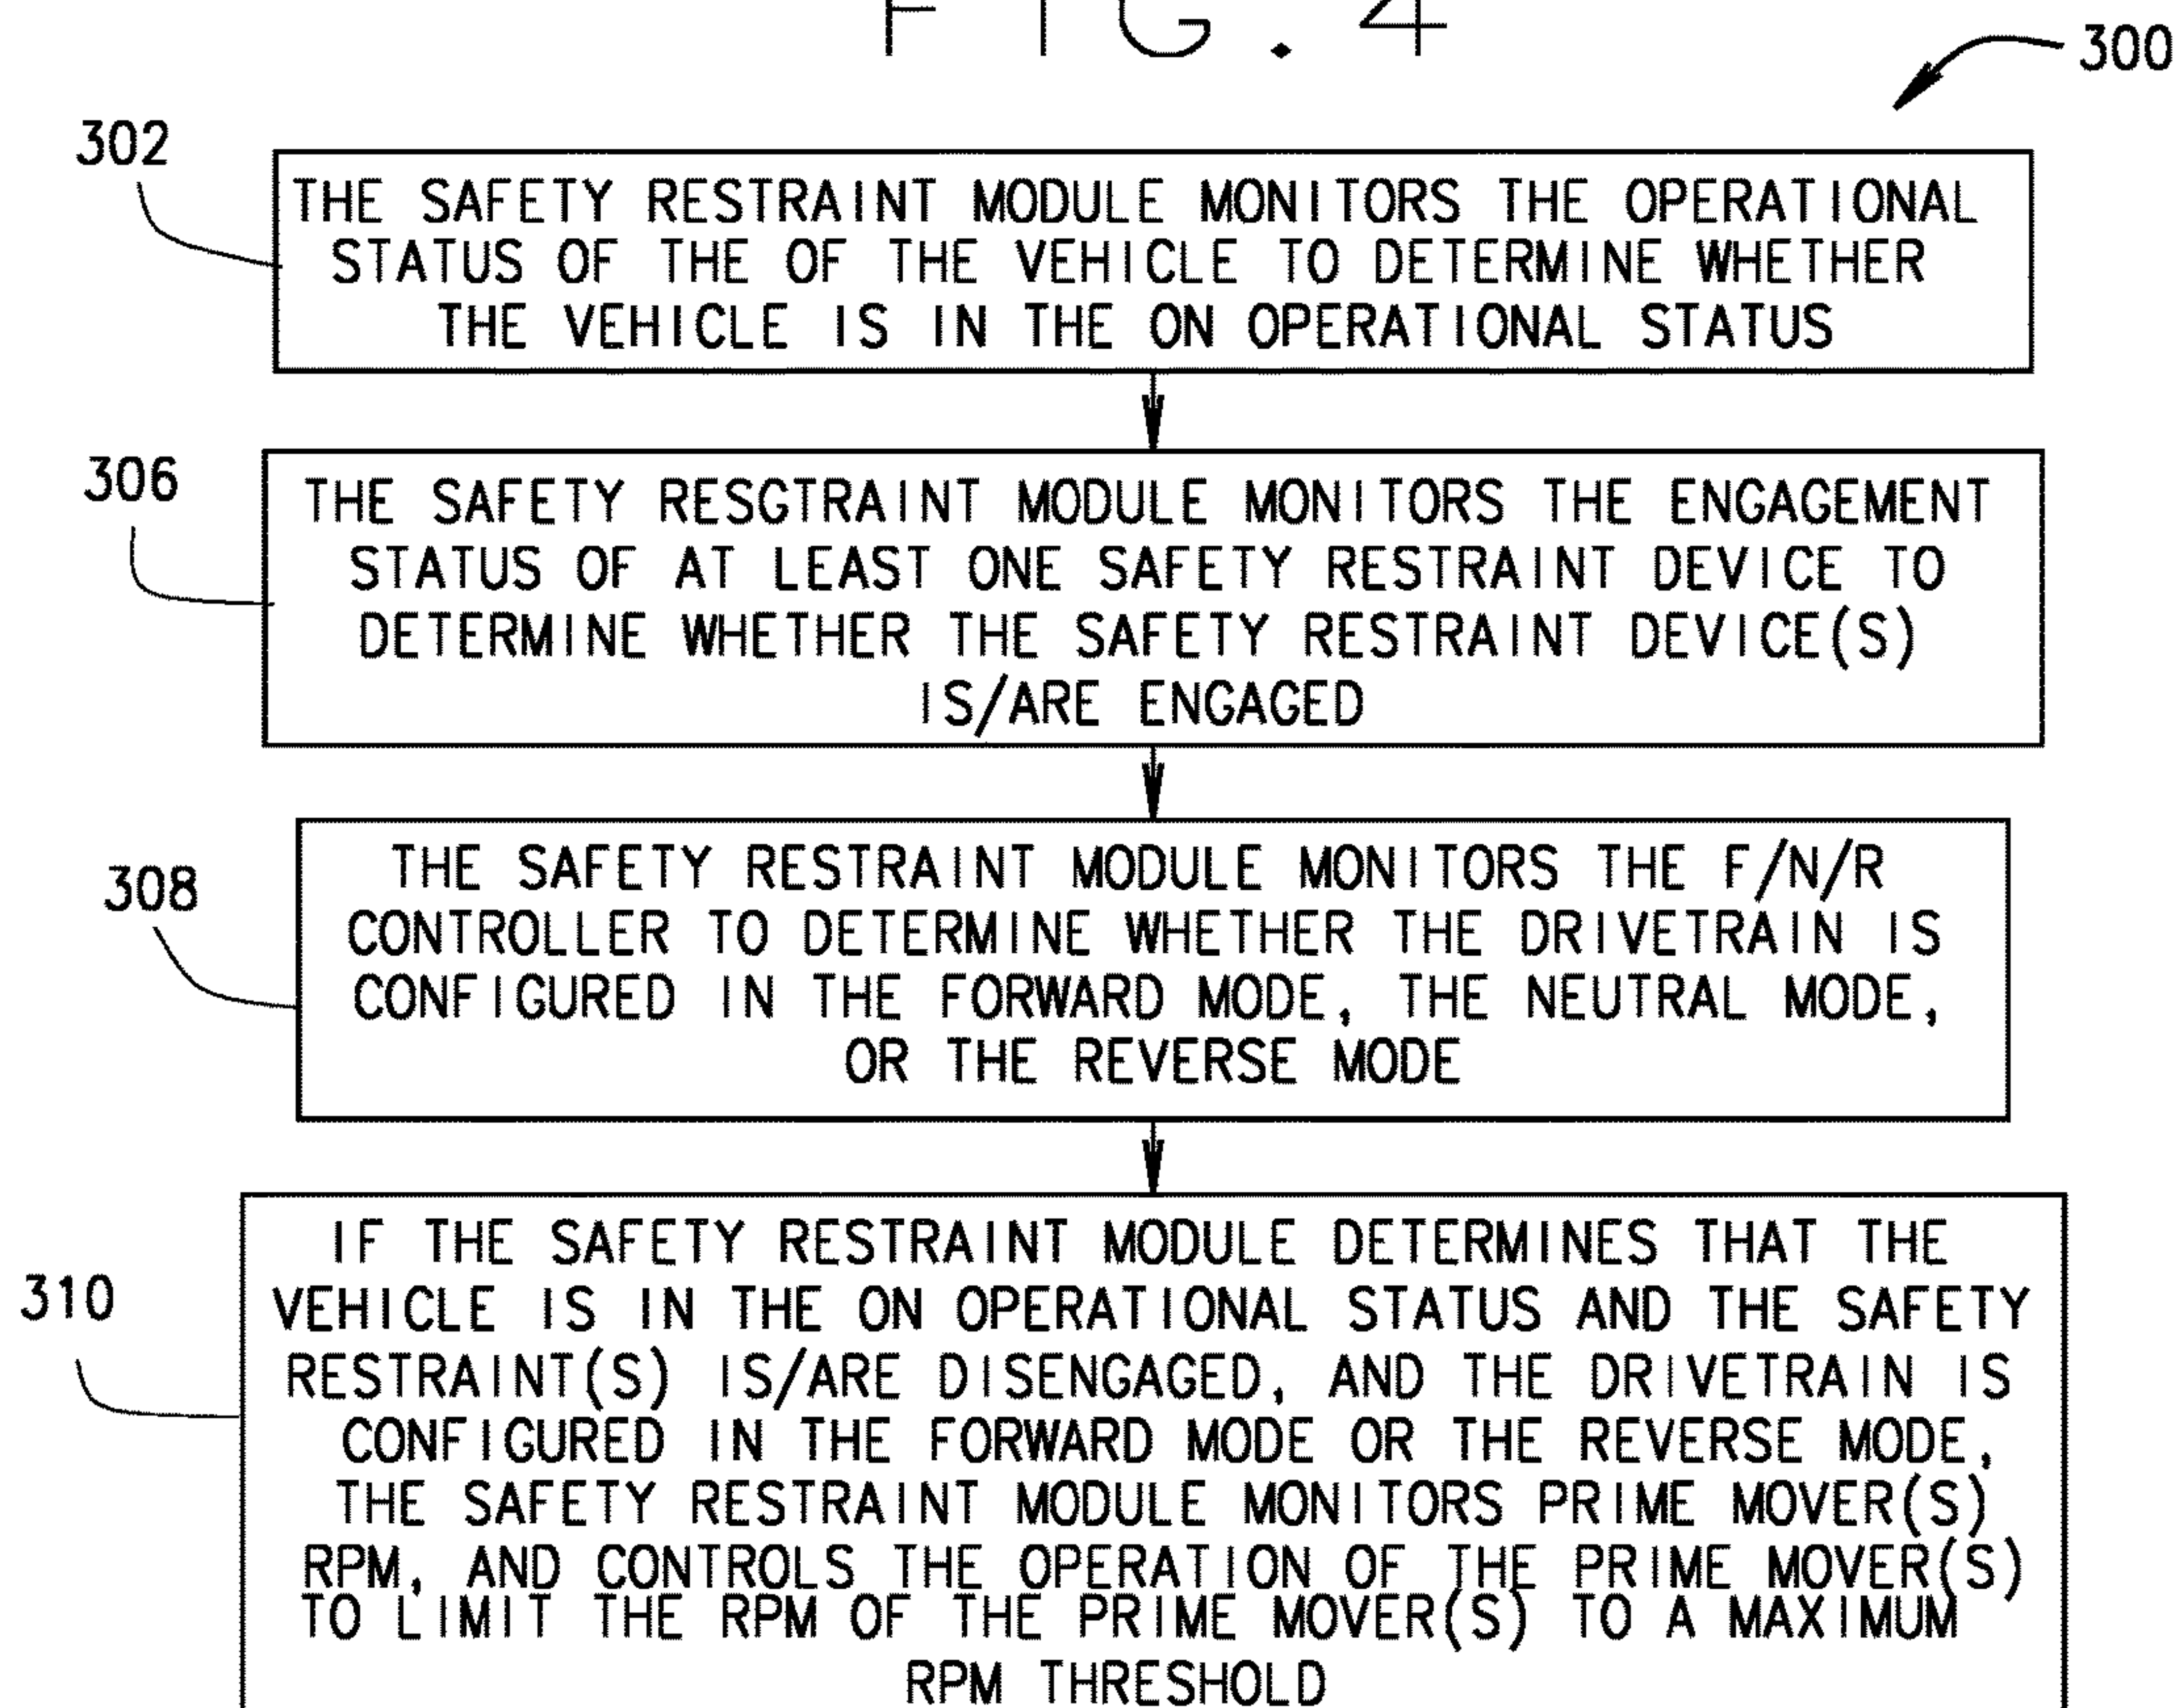 FIG. 4
300
302
THE SAFETY RESTRAINT MODULE MONITORS THE OPERATIONAL
STATUS OF THE OF THE VEHICLE TO DETERMINE WHETHER
THE VEHICLE IS IN THE ON OPERATIONAL STATUS
306
THE SAFETY RESGTRAINT MODULE MONITORS THE ENGAGEMENT
STATUS OF AT LEAST ONE SAFETY RESTRAINT DEVICE TO
DETERMINE WHETHER THE SAFETY RESTRAINT DEVICE(S)
IS/ARE ENGAGED
308
THE SAFETY RESTRAINT MODULE MONITORS THE F/N/R
CONTROLLER TO DETERMINE WHETHER THE DRIVETRAIN IS
CONFIGURED IN THE FORWARD MODE, THE NEUTRAL MODE,
OR THE REVERSE MODE
310
IF THE SAFETY RESTRAINT MODULE DETERMINES THAT THE
VEHICLE IS IN THE ON OPERATIONAL STATUS AND THE SAFETY
RESTRAINT(S) IS/ARE DISENGAGED, AND THE DRIVETRAIN IS
CONFIGURED IN THE FORWARD MODE OR THE REVERSE MODE,
THE SAFETY RESTRAINT MODULE MONITORS PRIME MOVER(S)
RPM, AND CONTROLS THE OPERATION OF THE PRIME MOVER(S)
TO LIMIT THE RPM OF THE PRIME MOVER(S) TO A MAXIMUM
RPM THRESHOLD